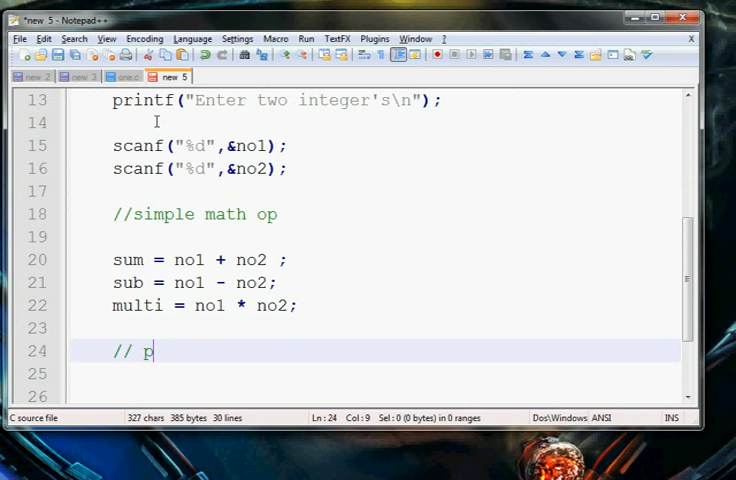 *new 5 - Notepad++
File Edit Search View Encoding Language Settings Macro Run TextFX Plugins Window ? X
new 2 new 3 one.c new 5
13 printf("Enter two integer's\n");
14
15 scanf("%d",&no1);
16 scanf("%d",&no2);
17
18 //simple math op
19
20 sum = no1 + no2 ;
21 sub = no1 - no2;
22 multi = no1 * no2;
23
24 // p
25
26
C source file 327 chars 385 bytes 30 lines Ln : 24 Col : 9 Sel : 0 (0 bytes) in 0 ranges Dos\Windows ANSI INS